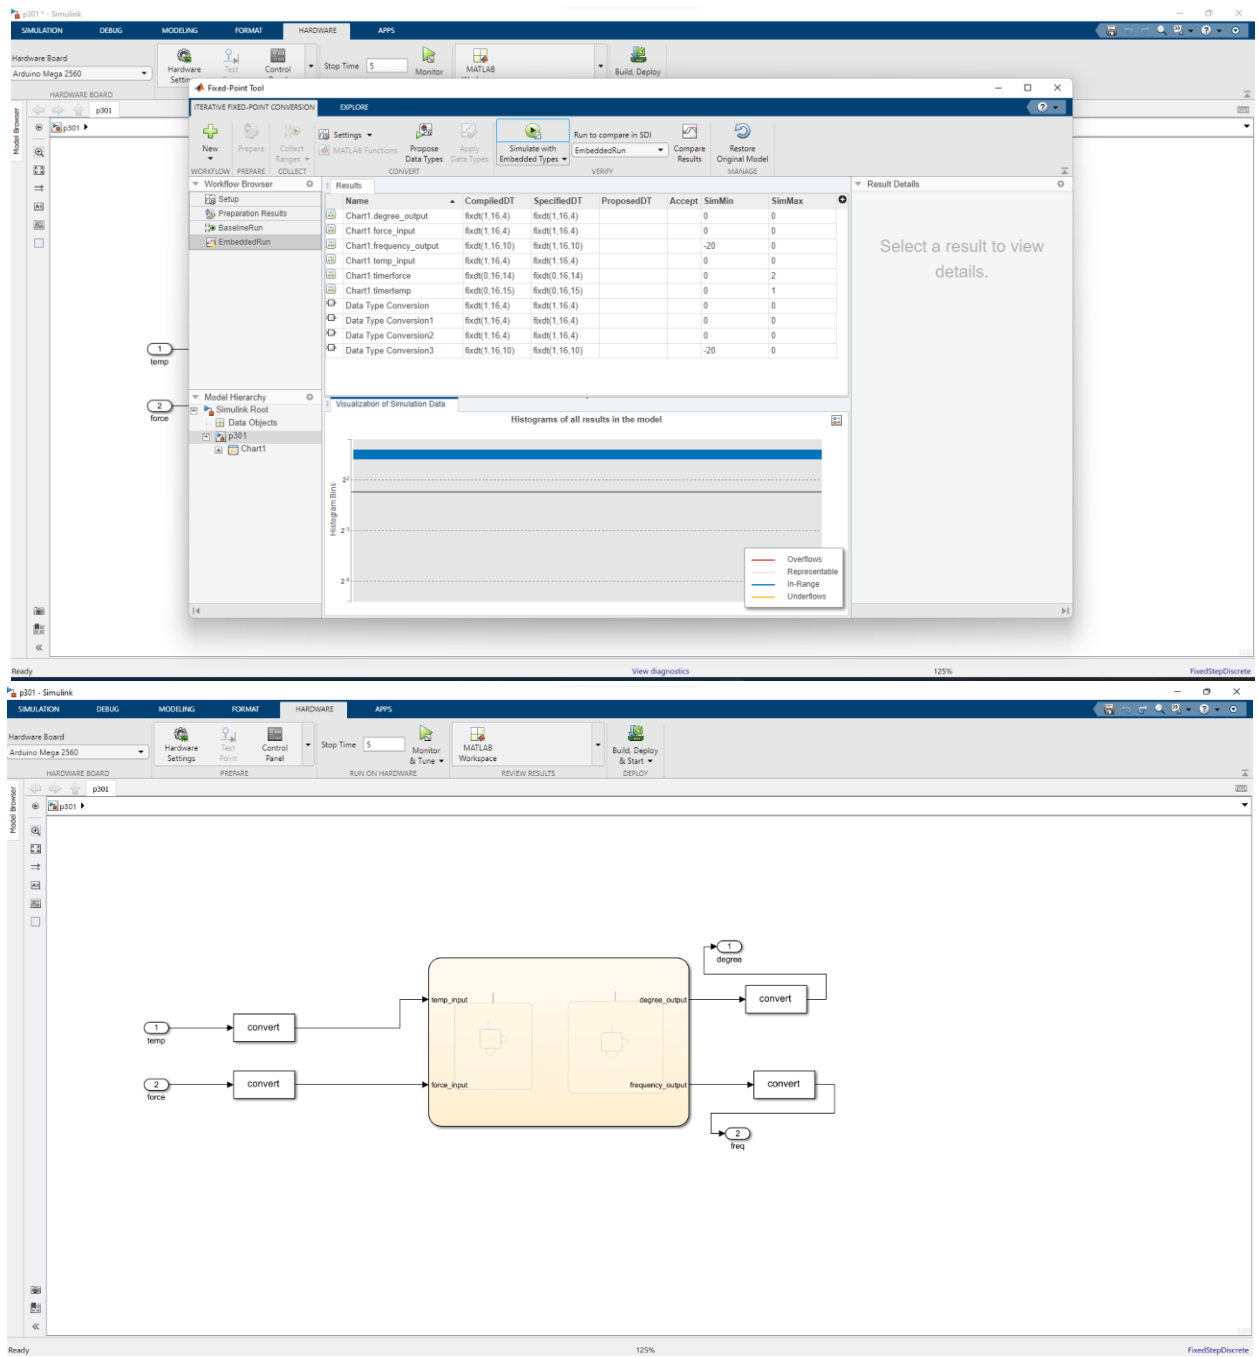 p301 * - Simulink
SIMULATION DEBUG MODELING FORMAT HARDWARE APPS
Hardware Board
Arduino Mega 2560
Hardware Test Control
Stop Time 5
Monitor
MATLAB
Build, Deploy
HARDWARE BOARD
p301
p301
Model Browser
Fixed-Point Tool
ITERATIVE FIXED-POINT CONVERSION EXPLORE
New Prepare Collect Ranges
Settings
MATLAB Functions
Propose Data Types
Apply Data Types
Simulate with Embedded Types
Run to compare in SDI
EmbeddedRun
Compare Results
Restore Original Model
WORKFLOW PREPARE COLLECT CONVERT VERIFY MANAGE
Workflow Browser
Setup
Preparation Results
BaselineRun
EmbeddedRun
Results
Name CompiledDT SpecifiedDT ProposedDT Accept SimMin SimMax
Chart1.degree_output fixdt(1,16,4) fixdt(1,16,4) 0 0
Chart1.force_input fixdt(1,16,4) fixdt(1,16,4) 0 0
Chart1.frequency_output fixdt(1,16,10) fixdt(1,16,10) -20 0
Chart1.temp_input fixdt(1,16,4) fixdt(1,16,4) 0 0
Chart1.timerforce fixdt(0,16,14) fixdt(0,16,14) 0 2
Chart1.timertemp fixdt(0,16,15) fixdt(0,16,15) 0 1
Data Type Conversion fixdt(1,16,4) fixdt(1,16,4) 0 0
Data Type Conversion1 fixdt(1,16,4) fixdt(1,16,4) 0 0
Data Type Conversion2 fixdt(1,16,4) fixdt(1,16,4) 0 0
Data Type Conversion3 fixdt(1,16,10) fixdt(1,16,10) -20 0
Result Details
Select a result to view
details.
1
temp
2
force
Model Hierarchy
Simulink Root
Data Objects
p301
Chart1
Visualization of Simulation Data
Histograms of all results in the model
Histogram Bins
Overflows
Representable
In-Range
Underflows
Ready View diagnostics 125% FixedStepDiscrete
p301 - Simulink
SIMULATION DEBUG MODELING FORMAT HARDWARE APPS
Hardware Board
Arduino Mega 2560
Hardware Settings
Test Point
Control Panel
Stop Time 5
Monitor & Tune
MATLAB Workspace
Build, Deploy & Start
HARDWARE BOARD PREPARE RUN ON HARDWARE REVIEW RESULTS DEPLOY
p301
p301
Model Browser
1
degree
temp_input degree_output convert
1 convert
temp
2 convert
force
force_input frequency_output convert
2
freq
Ready 125% FixedStepDiscrete